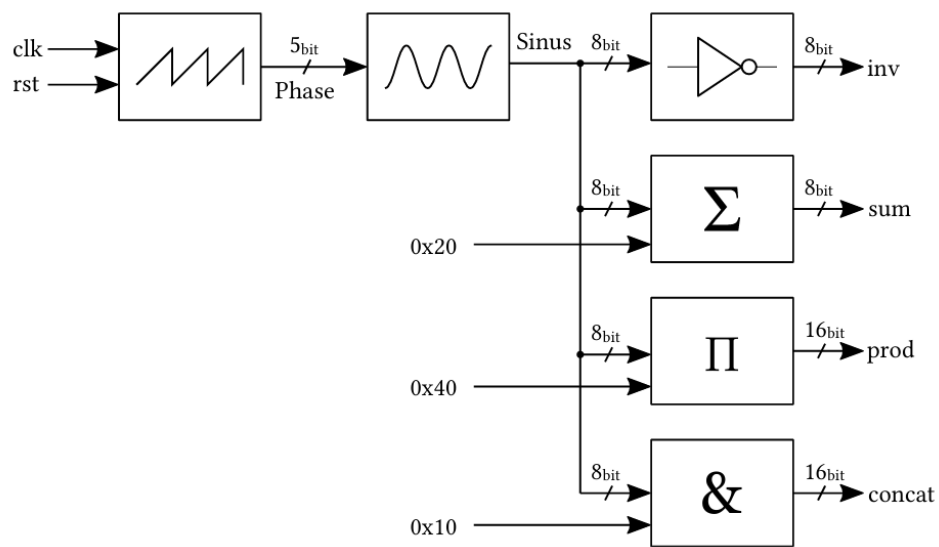 clk
rst
5bit
Phase
Sinus
8bit
8bit
inv
8bit
Σ
8bit
sum
0x20
8bit
Π
16bit
prod
0x40
8bit
&
16bit
concat
0x10